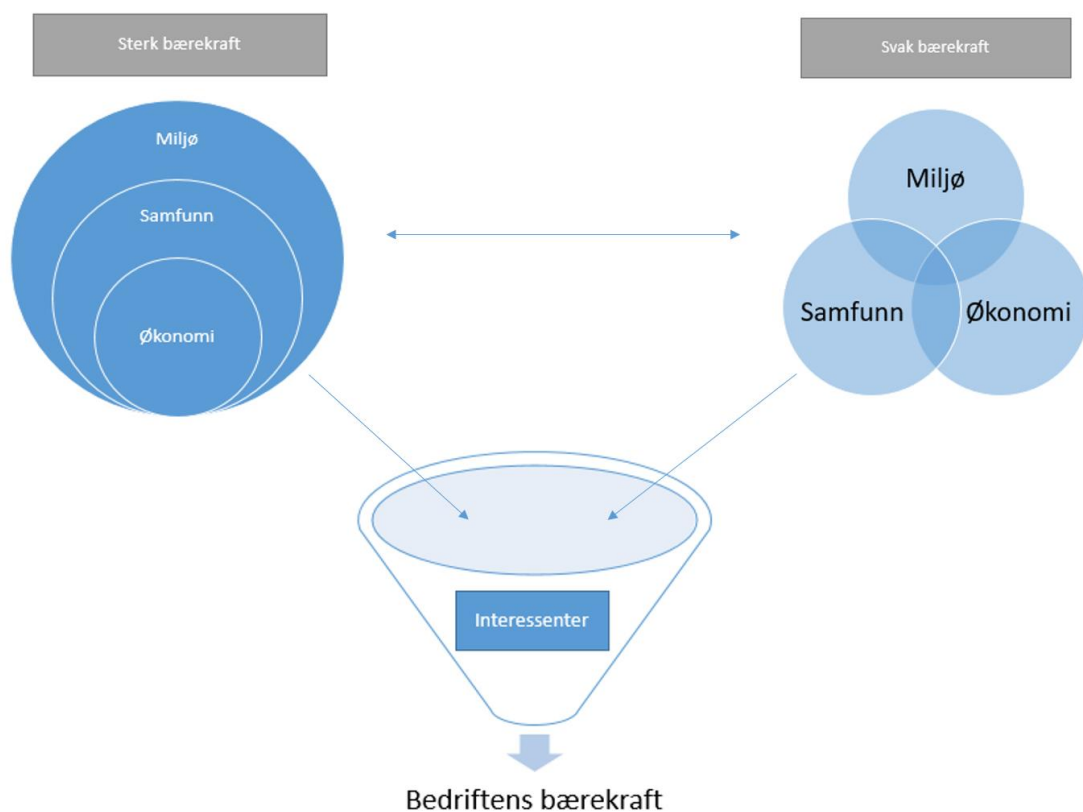 Sterk bærekraft
Svak bærekraft
Miljø
Samfunn
Økonomi
Miljø
Samfunn
Økonomi
Interessenter
Bedriftens bærekraft